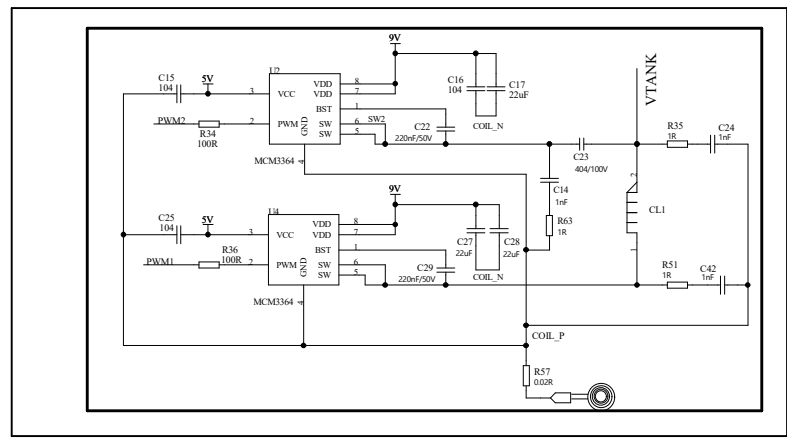 9V
U2
C15
104
5V
3
VCC
VDD
VDD
8
7
C16
104
C17
22uF
COIL_N
VTANK
BST
1
PWM2
R34
100R
2
PWM
GND
SW
SW
6
5
SW2
C22
220nF/50V
MCM3364
4
C23
404/100V
R35
1R
C24
1nF
C14
1nF
R63
1R
2
CL1
1
9V
U4
C25
104
5V
3
VCC
VDD
VDD
8
7
C27
22uF
C28
22uF
COIL_N
BST
1
PWM1
R36
100R
2
PWM
GND
SW
SW
6
5
C29
220nF/50V
MCM3364
4
R51
1R
C42
1nF
COIL_P
R57
0.02R